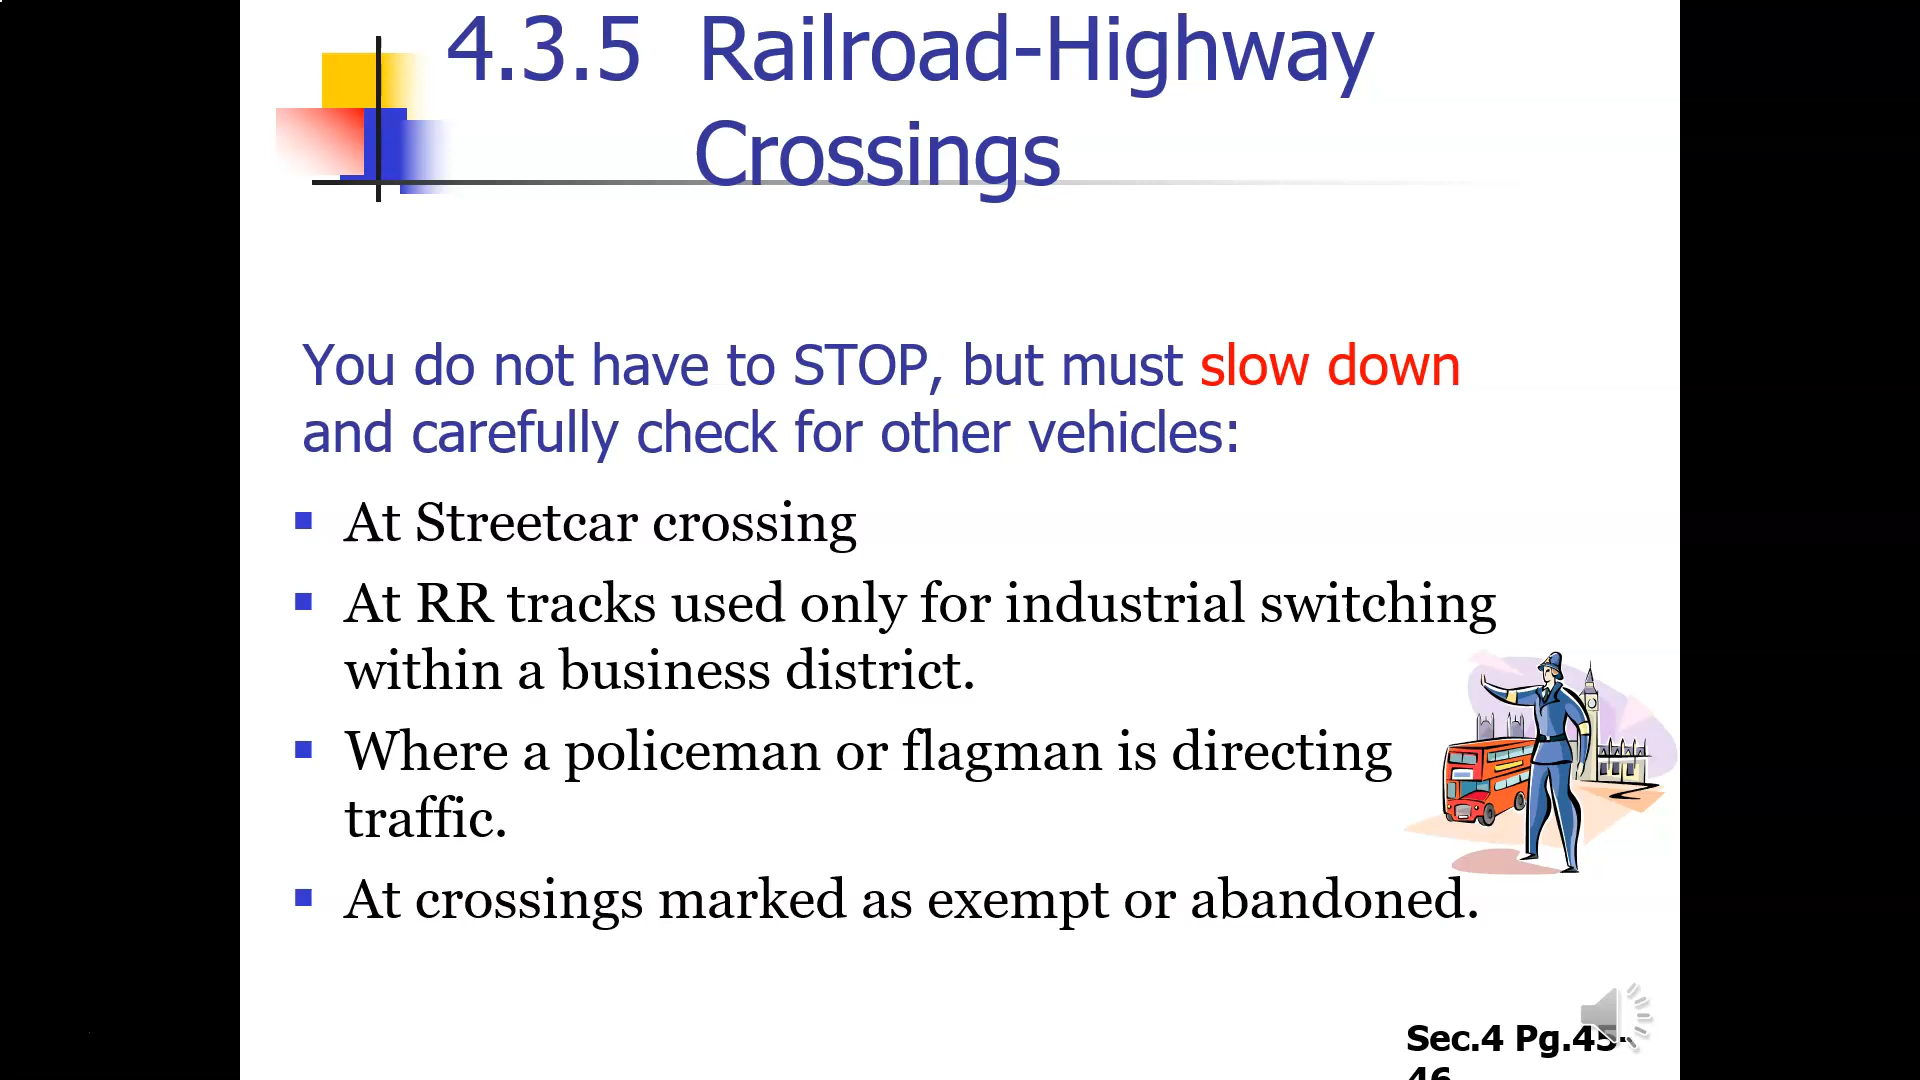 4.3.5 Railroad-Highway
Crossings
You do not have to STOP, but must slow down
and carefully check for other vehicles:
At Streetcar crossing
At RR tracks used only for industrial switching
within a business district.
Where a policeman or flagman is directing
traffic.
At crossings marked as exempt or abandoned.
Sec.4 Pg.45-
46